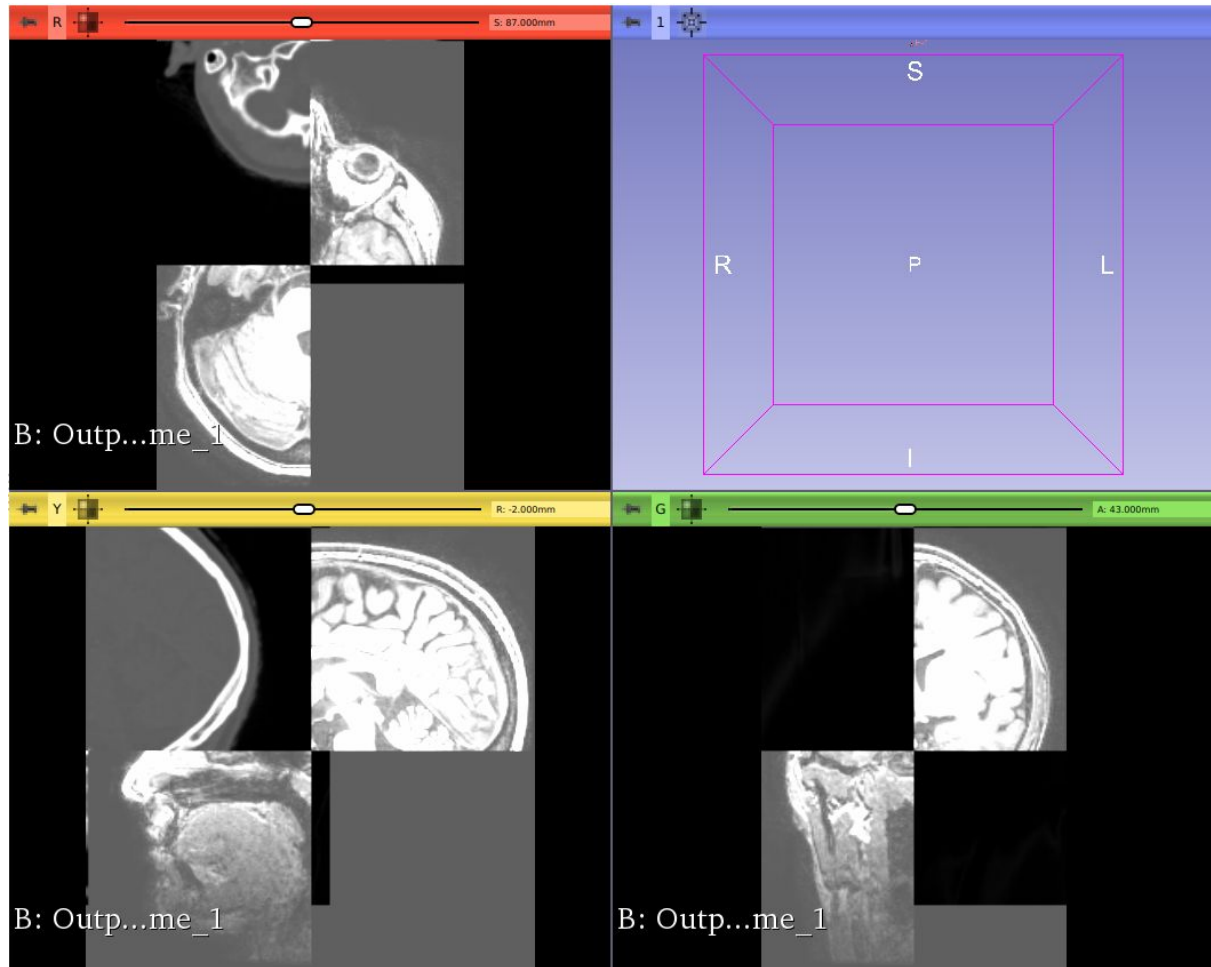 R
S: 87.000mm
B: Outp...me_1
1
S
R
P
L
I
Y
R: -2.000mm
B: Outp...me_1
G
A: 43.000mm
B: Outp...me_1